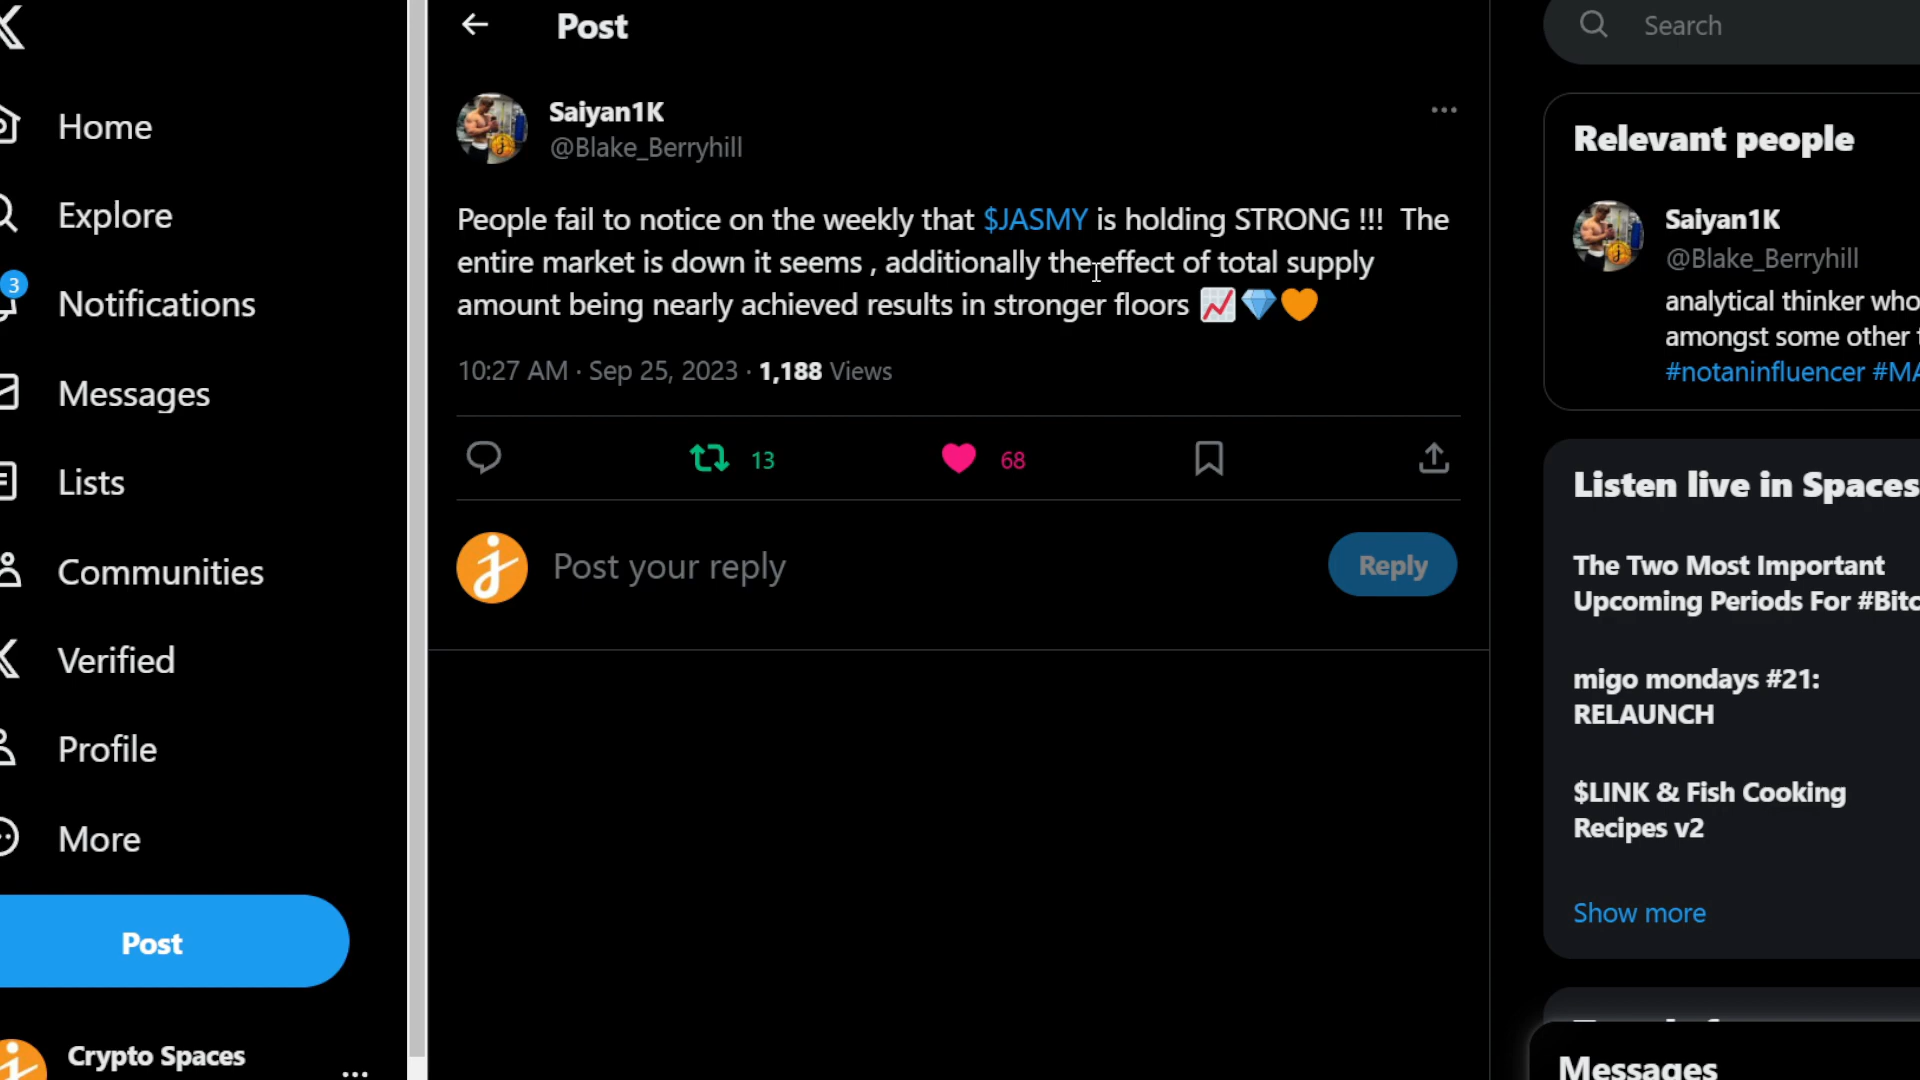 Home
Explore
3
Notifications
Messages
Lists
Communities
Verified
Profile
More
Post
Crypto Spaces
Post
Saiyan1K
@Blake_Berryhill
People fail to notice on the weekly that $JASMY is holding STRONG !!! The
entire market is down it seems , additionally the effect of total supply
amount being nearly achieved results in stronger floors 📈💎🧡
10:27 AM · Sep 25, 2023 · 1,188 Views
13
68
Post your reply
Reply
Search
Relevant people
Saiyan1K
@Blake_Berryhill
analytical thinker who
amongst some other
#notaninfluencer #MA
Listen live in Spaces
The Two Most Important
Upcoming Periods For #Bitc
migo mondays #21:
RELAUNCH
$LINK & Fish Cooking
Recipes v2
Show more
Messages